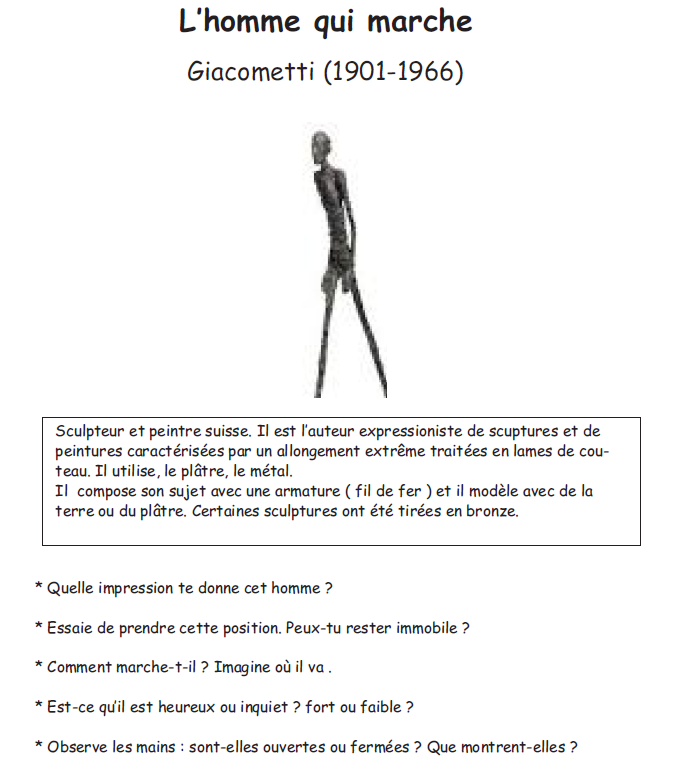 L'homme qui marche
Giacometti (1901-1966)
Sculpteur et peintre suisse. Il est l'auteur expressioniste de scuptures et de
peintures caractérisées par un allongement extrême traitées en lames de cou-
teau. Il utilise, le plâtre, le métal.
Il compose son sujet avec une armature ( fil de fer ) et il modèle avec de la
terre ou du plâtre. Certaines sculptures ont été tirées en bronze.
* Quelle impression te donne cet homme ?
* Essaie de prendre cette position. Peux-tu rester immobile ?
* Comment marche-t-il ? Imagine où il va .
* Est-ce qu'il est heureux ou inquiet ? fort ou faible ?
* Observe les mains : sont-elles ouvertes ou fermées ? Que montrent-elles ?